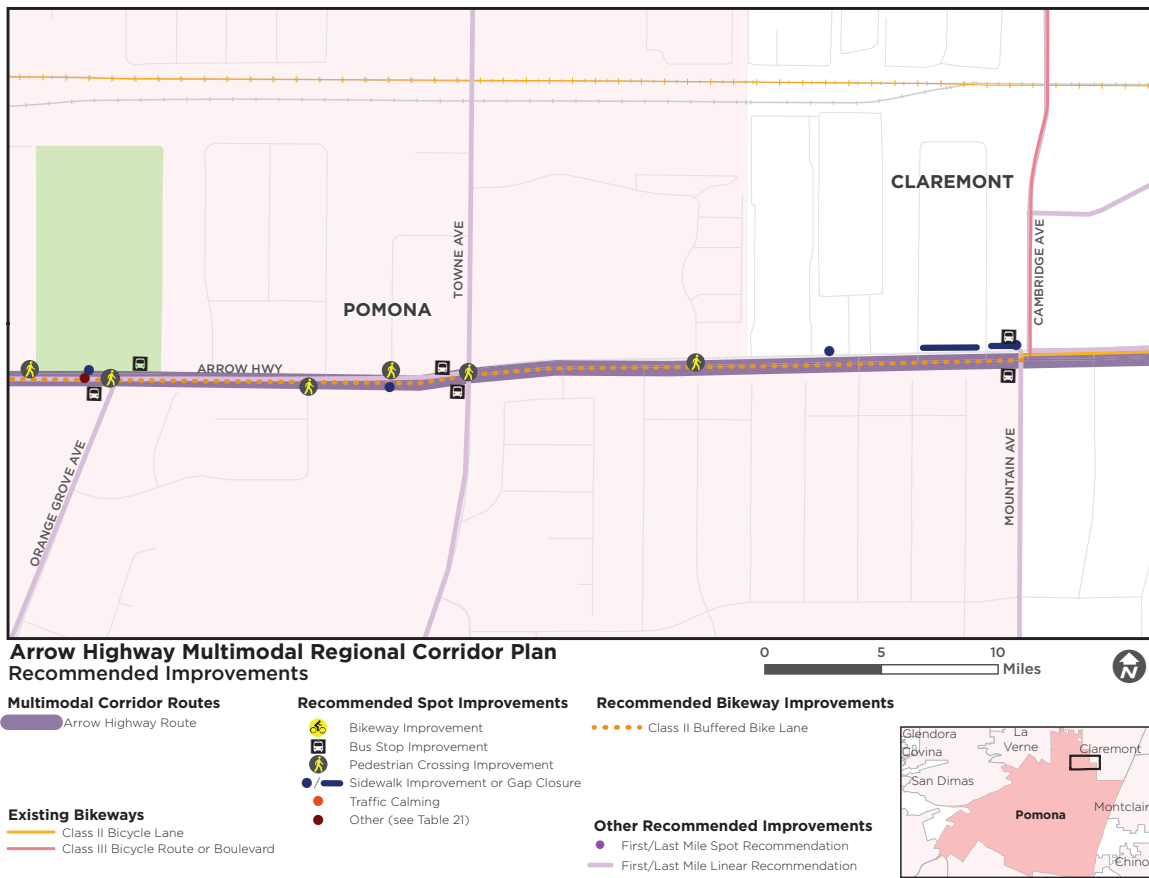 CLAREMONT
TOWNE AVE
CAMBRIDGE AVE
POMONA
ARROW HWY
ORANGE GROVE AVE
MOUNTAIN AVE
Arrow Highway Multimodal Regional Corridor Plan
Recommended Improvements
0 5 10
Miles
N
Multimodal Corridor Routes
Arrow Highway Route
Existing Bikeways
Class II Bicycle Lane
Class III Bicycle Route or Boulevard
Recommended Spot Improvements
Bikeway Improvement
Bus Stop Improvement
Pedestrian Crossing Improvement
/ Sidewalk Improvement or Gap Closure
Traffic Calming
Other (see Table 21)
Recommended Bikeway Improvements
Class II Buffered Bike Lane
Other Recommended Improvements
First/Last Mile Spot Recommendation
First/Last Mile Linear Recommendation
Glendora
Covina
La
Verne
Claremont
San Dimas
Pomona
Montclair
Chino